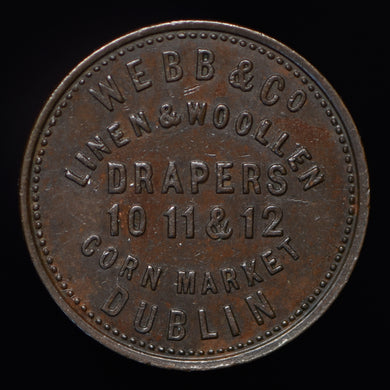 WEBB & Co
LINEN & WOOLLEN
DRAPERS
10 11 & 12
CORN MARKET
DUBLIN